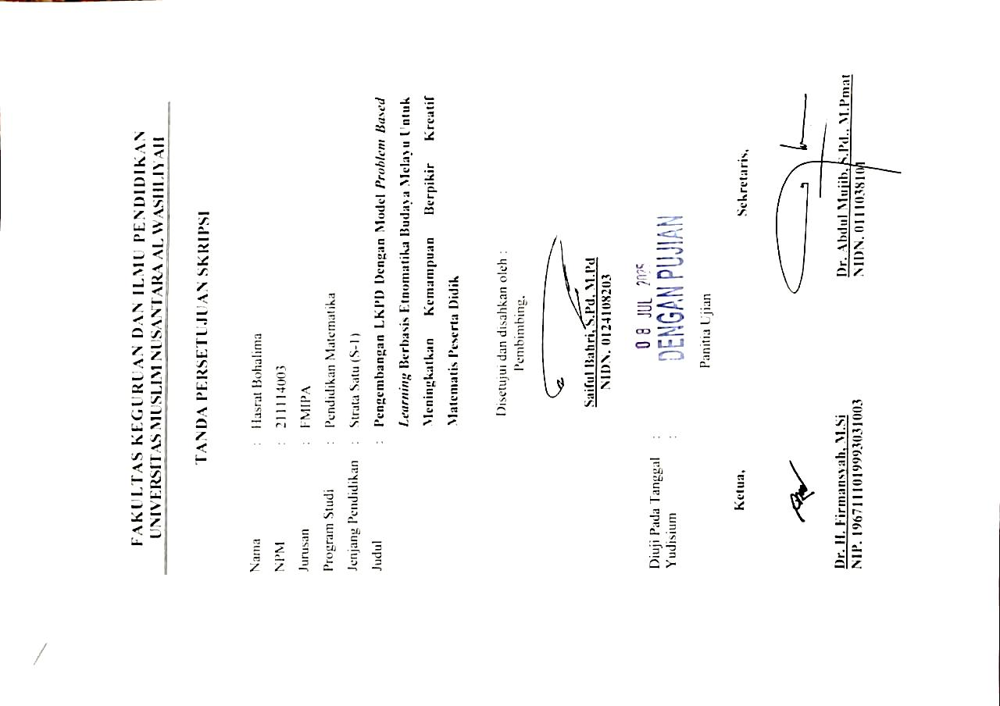 FAKULTAS KEGURUAN DAN ILMU PENDIDIKAN
UNIVERSITAS MUSLIM NUSANTARA AL WASHLIYAH
TANDA PERSETUJUAN SKRIPSI
Nama : Hasrat Bohalima
NPM : 211114003
Jurusan : FMIPA
Program Studi : Pendidikan Matematika
Jenjang Pendidikan : Strata Satu (S-1)
Judul : Pengembangan LKPD Dengan Model Problem Based
Learning Berbasis Etnomatika Budaya Melayu Untuk
Meningkatkan Kemampuan Berpikir Kreatif
Matematis Peserta Didik
Disetujui dan disahkan oleh :
Pembimbing,
Saiful Bahri, S.Pd, M.Pd
NIDN. 0124108203
Diuji Pada Tanggal : 08 JUL 2025
Yudisium : DENGAN PUJIAN
Panitia Ujian
Ketua, Sekretaris,
Dr. H. Firmansyah, M.Si Dr. Abdul Mujib, S.Pd., M.Pmat
NIP. 196711101993031003 NIDN. 0111038101